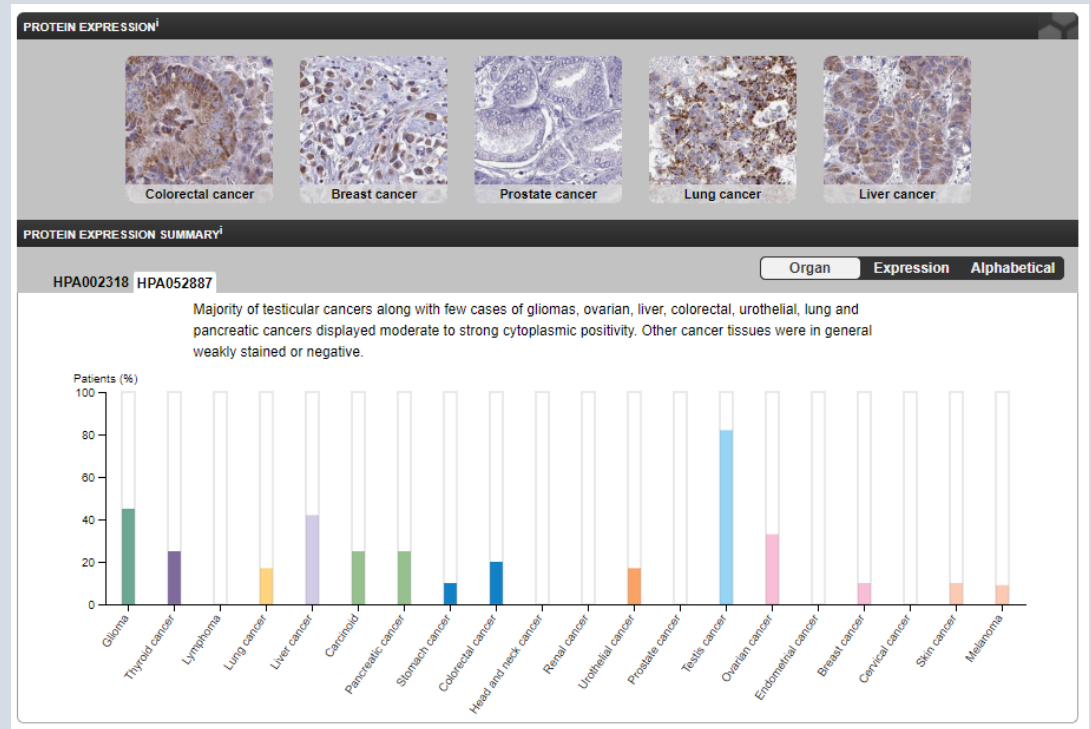 PROTEIN EXPRESSIONi
Colorectal cancer
Breast cancer
Prostate cancer
Lung cancer
Liver cancer
PROTEIN EXPRESSION SUMMARYi
Organ
Expression
Alphabetical
HPA002318
HPA052887
Majority of testicular cancers along with few cases of gliomas, ovarian, liver, colorectal, urothelial, lung and
pancreatic cancers displayed moderate to strong cytoplasmic positivity. Other cancer tissues were in general
weakly stained or negative.
Patients (%)
100
80
60
40
20
0
Glioma
Thyroid cancer
Lymphoma
Lung cancer
Liver cancer
Carcinoid
Pancreatic cancer
Stomach cancer
Colorectal cancer
Head and neck cancer
Renal cancer
Urothelial cancer
Prostate cancer
Testis cancer
Ovarian cancer
Endometrial cancer
Breast cancer
Cervical cancer
Skin cancer
Melanoma